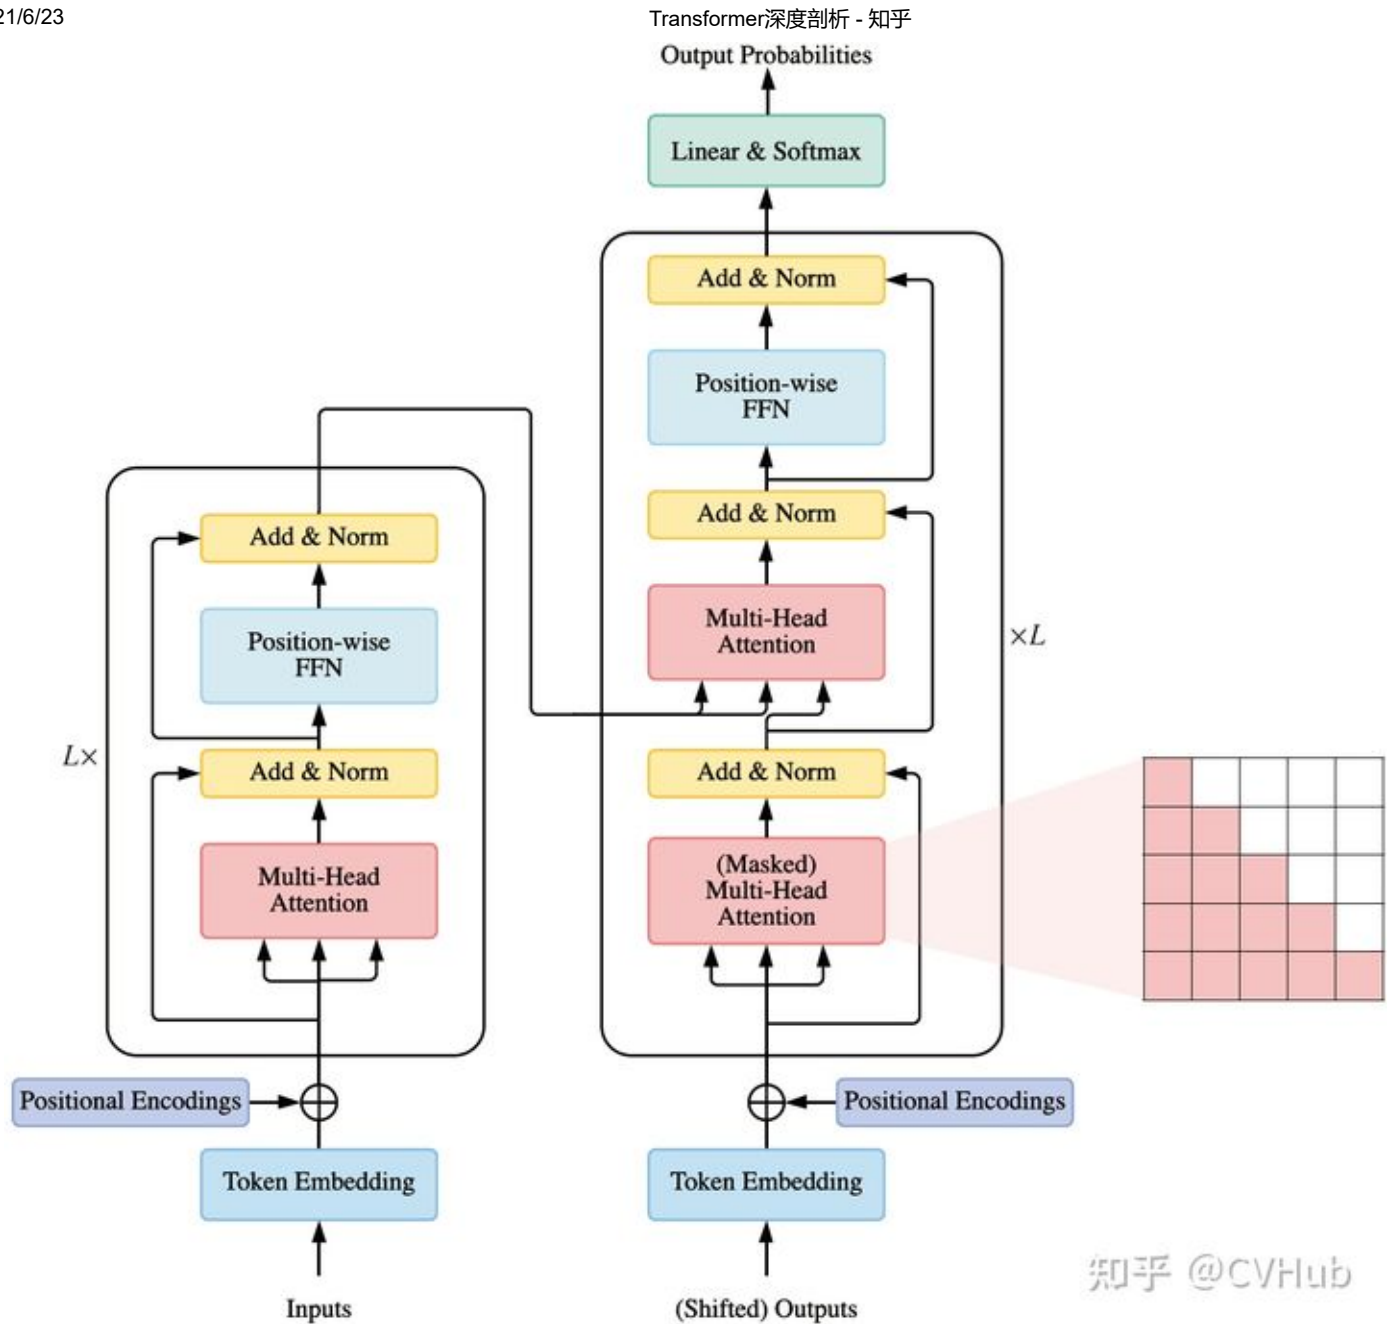 21/6/23
Transformer深度剖析 - 知乎
Output Probabilities
Linear & Softmax
Add & Norm
Position-wise
FFN
Add & Norm
Multi-Head
Attention
×L
Add & Norm
(Masked)
Multi-Head
Attention
Positional Encodings
Token Embedding
(Shifted) Outputs
Add & Norm
Position-wise
FFN
L×
Add & Norm
Multi-Head
Attention
Positional Encodings
Token Embedding
Inputs
知乎 @CVHub